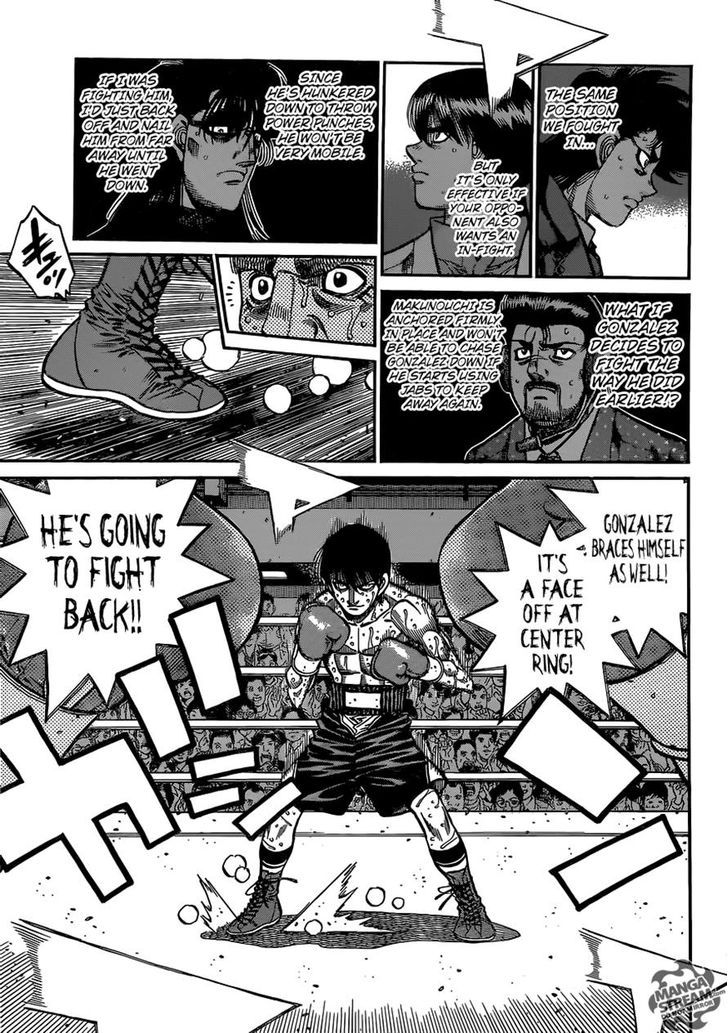 THE SAME
POSITION
WE FOUGHT
IN...
BUT
IT'S ONLY
EFFECTIVE IF
YOUR OPPO-
NENT ALSO
WANTS AN
IN-FIGHT.
SINCE
HE'S HUNKERED
DOWN TO THROW
POWER PUNCHES,
HE WON'T BE
VERY MOBILE.
IF I WAS
FIGHTING HIM,
I'D JUST BACK
OFF AND NAIL
HIM FROM FAR
AWAY UNTIL
HE WENT
DOWN.
WHAT IF
GONZALEZ
DECIDES TO
FIGHT THE
WAY HE DID
EARLIER!?
MAKUNOUCHI IS
ANCHORED FIRMLY
IN PLACE AND WON'T
BE ABLE TO CHASE
GONZALEZ DOWN IF
HE STARTS USING
JABS TO KEEP
AWAY AGAIN.
GONZALEZ
BRACES HIMSELF
AS WELL!
IT'S
A FACE
OFF AT
CENTER
RING!
HE'S GOING
TO FIGHT
BACK!!
MANGA
STREAM